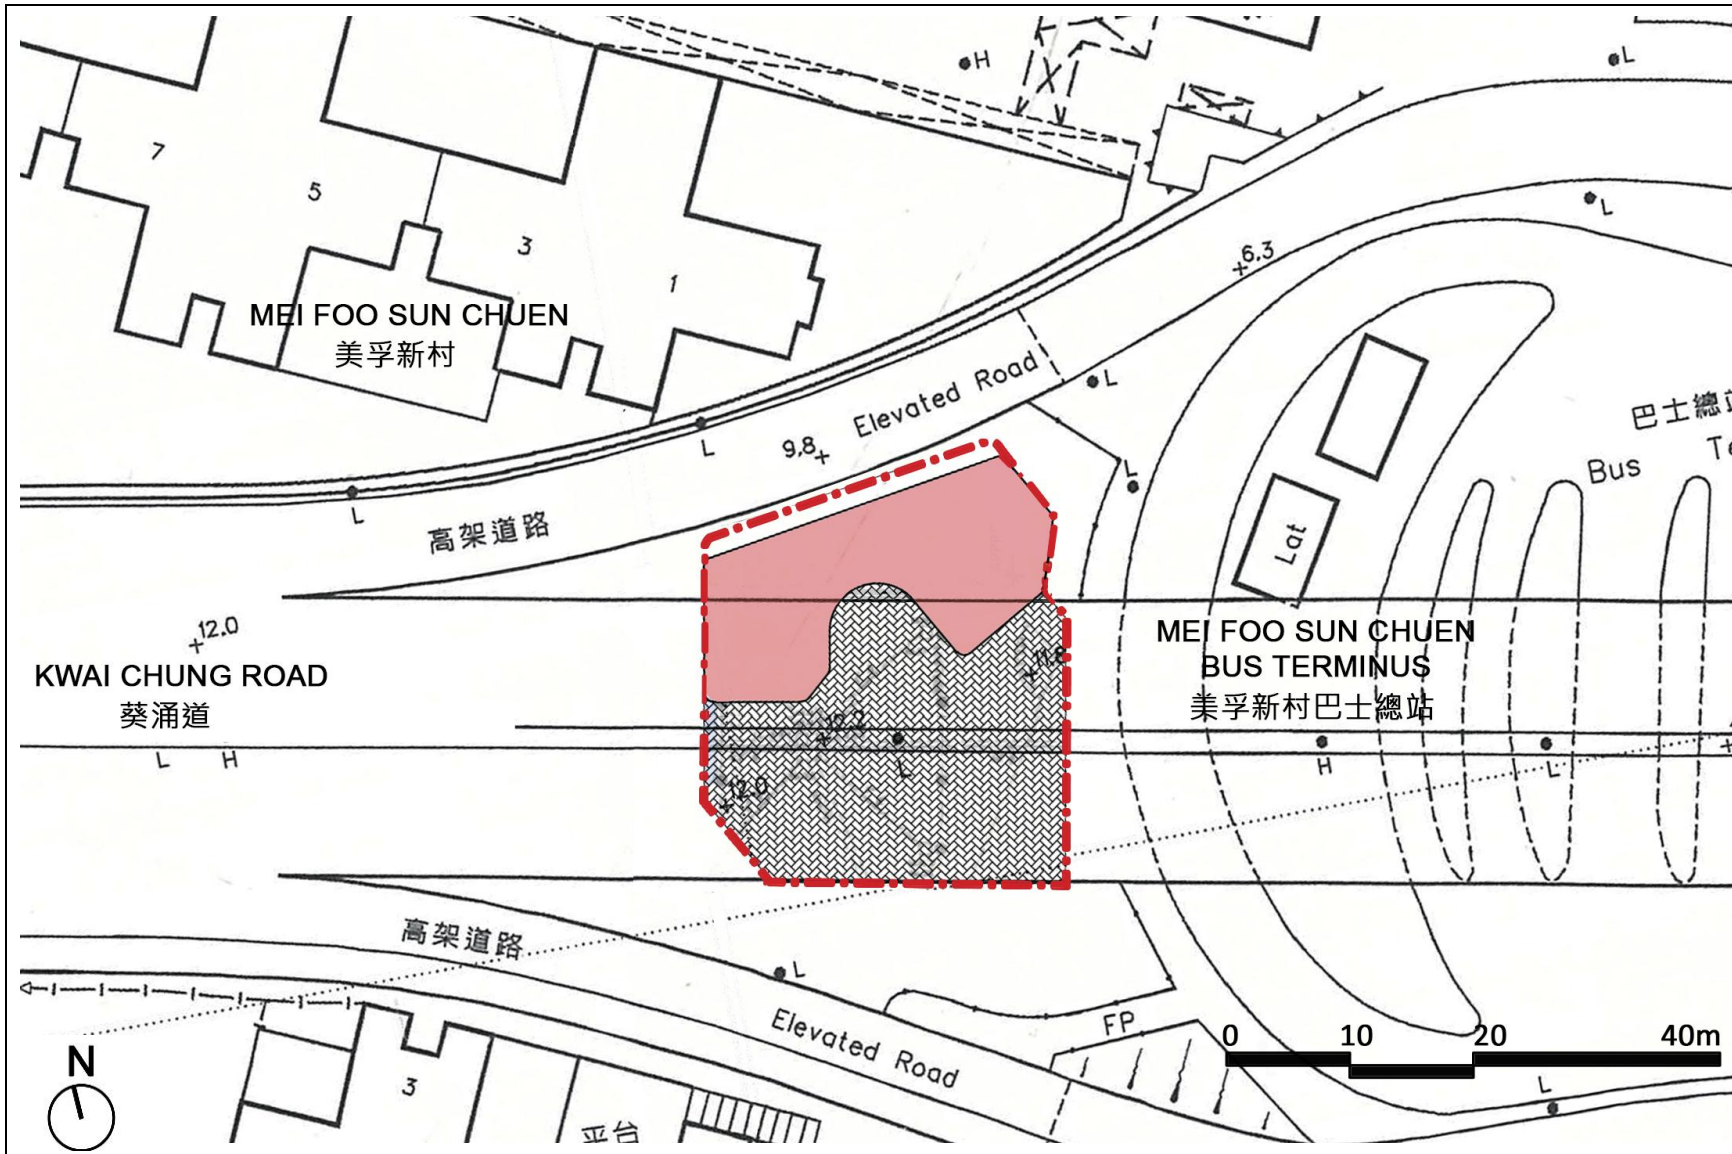 H
L
7
5
3
1
L
6.3
MEI FOO SUN CHUEN
美孚新村
L
Elevated Road
巴士總
Bus
L
9.8
L
L
L
高架道路
Lat
12.0
MEI FOO SUN CHUEN
BUS TERMINUS
美孚新村巴士總站
KWAI CHUNG ROAD
葵涌道
12.2
L
L H
H
L
12.0
高架道路
L
Elevated Road
FP
0 10 20 40m
N
3
L
平台